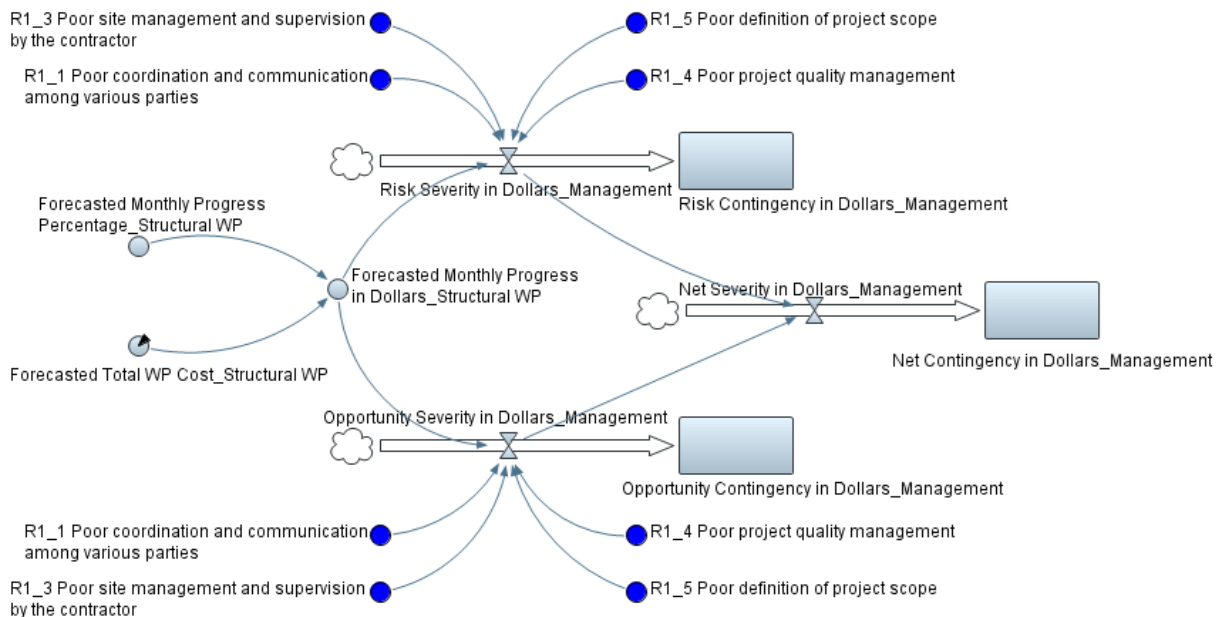 R1_3 Poor site management and supervision
by the contractor
R1_5 Poor definition of project scope
R1_1 Poor coordination and communication
among various parties
R1_4 Poor project quality management
Risk Severity in Dollars_Management
Risk Contingency in Dollars_Management
Forecasted Monthly Progress
Percentage_Structural WP
Forecasted Monthly Progress
in Dollars_Structural WP
Net Severity in Dollars_Management
Net Contingency in Dollars_Management
Forecasted Total WP Cost_Structural WP
Opportunity Severity in Dollars_Management
Opportunity Contingency in Dollars_Management
R1_1 Poor coordination and communication
among various parties
R1_4 Poor project quality management
R1_3 Poor site management and supervision
by the contractor
R1_5 Poor definition of project scope